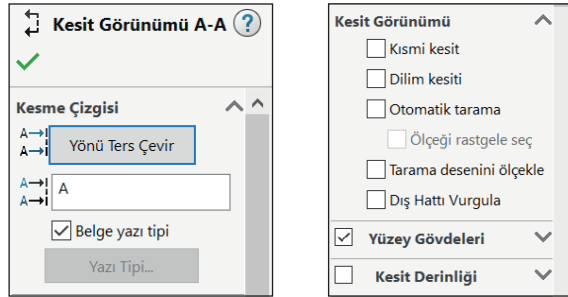 Kesit Görünümü A-A ?
Kesme Çizgisi
A
A
Yönü Ters Çevir
A
A
A
Belge yazı tipi
Yazı Tipi...
Kesit Görünümü
Kısmi kesit
Dilim kesiti
Otomatik tarama
Ölçeği rastgele seç
Tarama desenini ölçekle
Dış Hattı Vurgula
Yüzey Gövdeleri
Kesit Derinliği